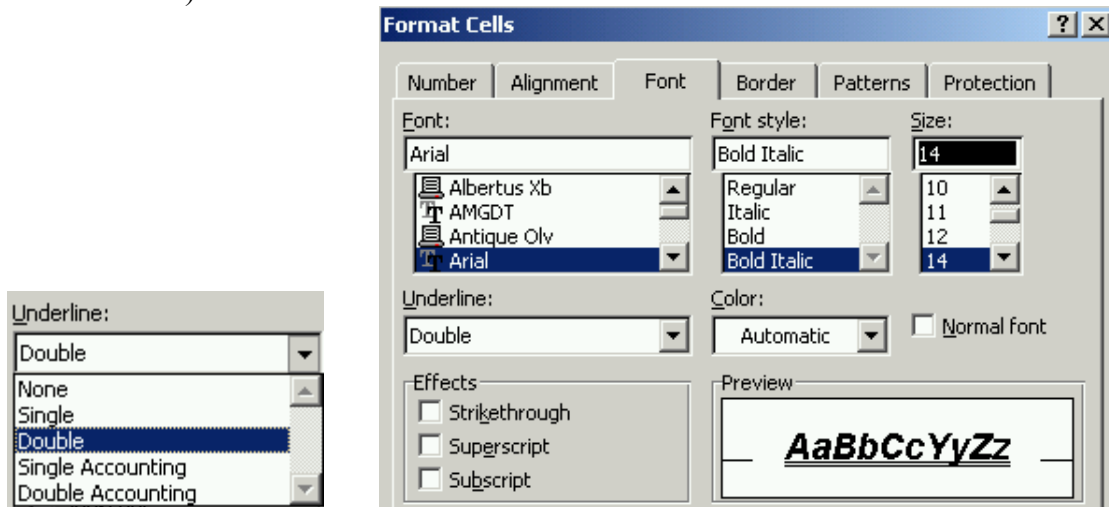 )
Format Cells
Number Alignment Font Border Patterns Protection
Font: Font style: Size:
Arial Bold Italic 14
Albertus Xb Regular 10
AMGDT Italic 11
Antique Olv Bold 12
Arial Bold Italic 14
Underline: Color:
Double Automatic Normal font
Effects Preview
Strikethrough
Superscript
Subscript
AaBbCcYyZz
Underline:
Double
None
Single
Double
Single Accounting
Double Accounting